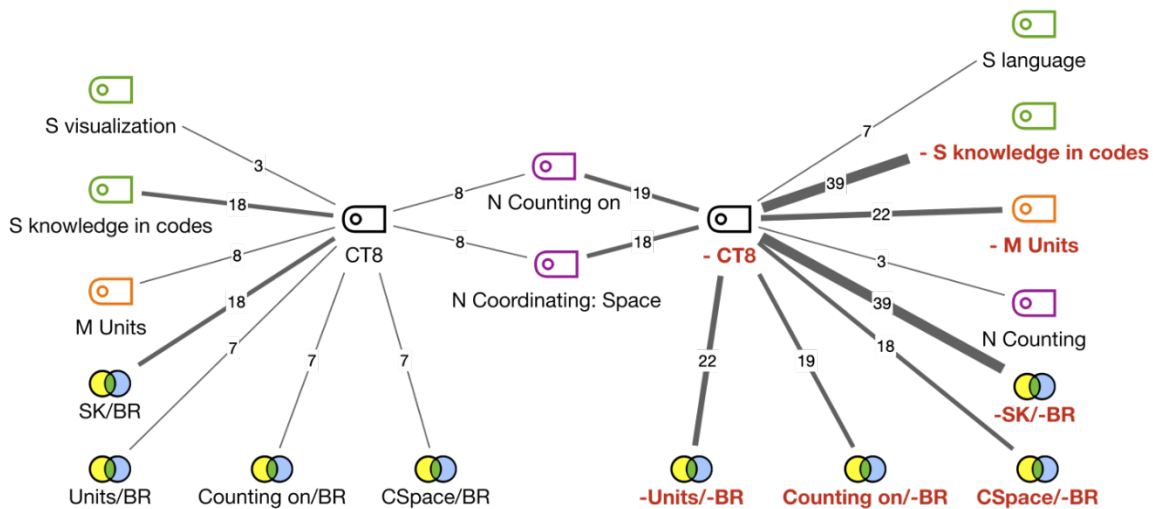 S language
7
S visualization
- S knowledge in codes
3
39
8
N Counting on
19
S knowledge in codes
18
22
- M Units
8
CT8
8
18
- CT8
3
M Units
18
N Coordinating: Space
39
N Counting
7
7
7
22
19
18
SK/BR
-SK/-BR
Units/BR
Counting on/BR
CSpace/BR
-Units/-BR
Counting on/-BR
CSpace/-BR